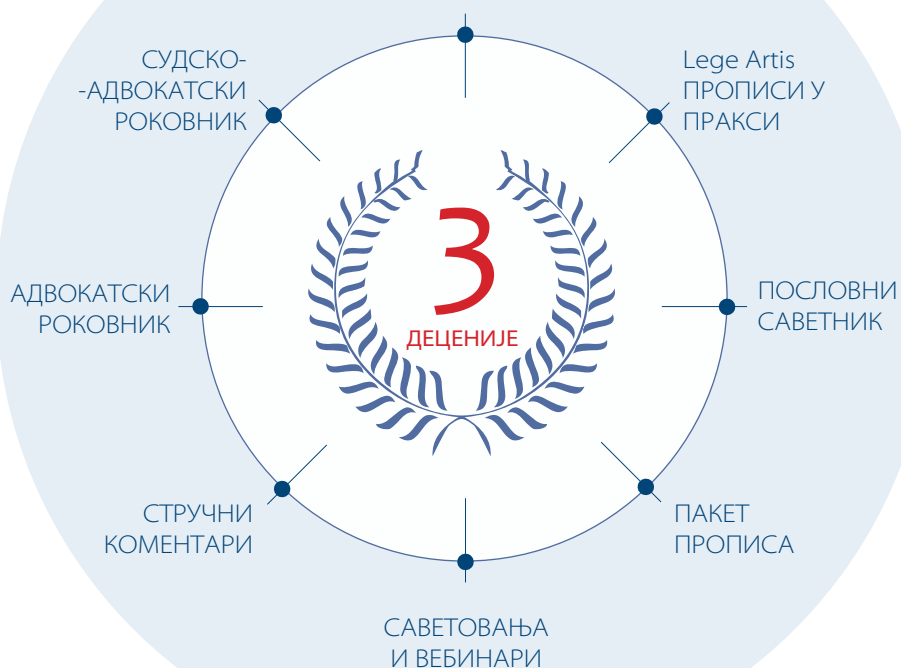 СУДСКО-
-АДВОКАТСКИ
РОКОВНИК
Lege Artis
ПРОПИСИ У
ПРАКСИ
3
ДЕЦЕНИЈЕ
АДВОКАТСКИ
РОКОВНИК
ПОСЛОВНИ
САВЕТНИК
СТРУЧНИ
КОМЕНТАРИ
ПАКЕТ
ПРОПИСА
САВЕТОВАЊА
И ВЕБИНАРИ